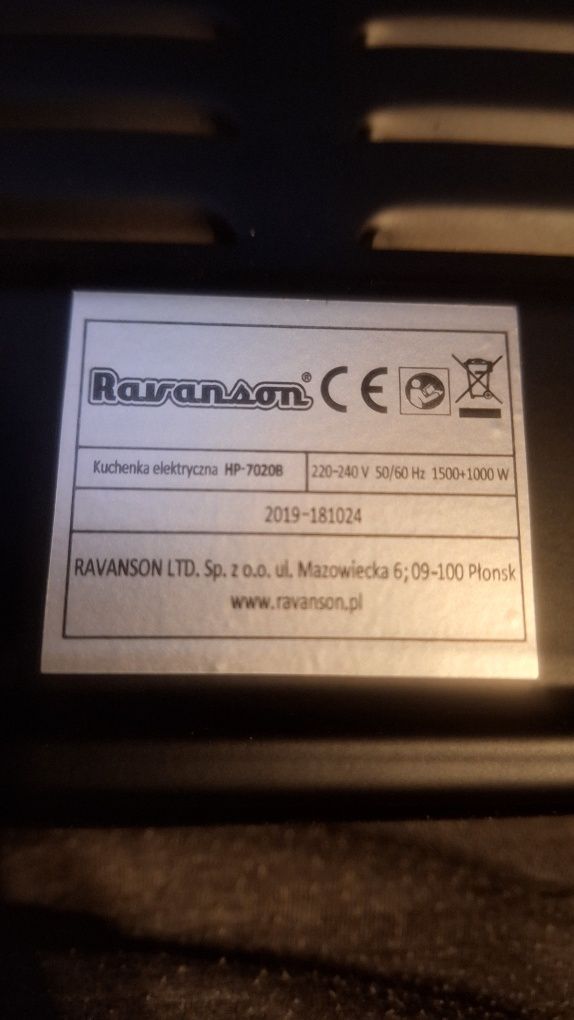 Ravanson® CE
Kuchenka elektryczna HP-7020B 220-240 V 50/60 Hz 1500+1000 W
2019-181024
RAVANSON LTD. Sp. z o.o. ul. Mazowiecka 6; 09-100 Płonsk
www.ravanson.pl